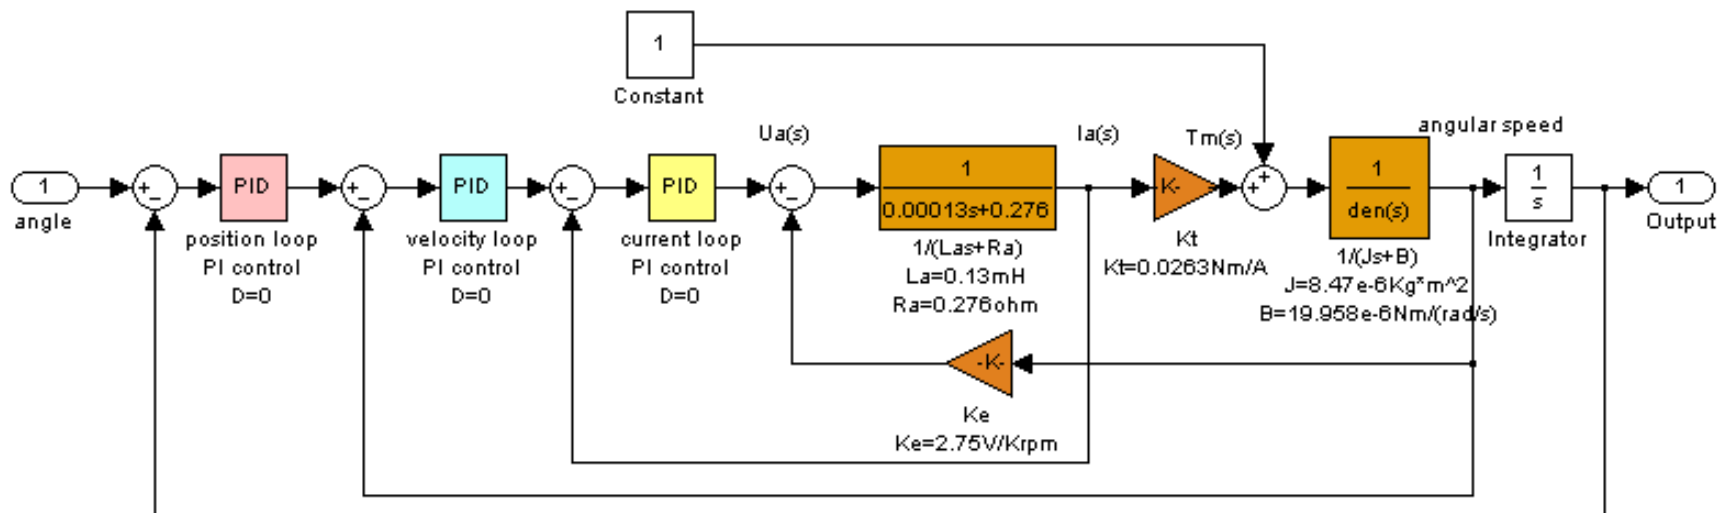 1
Constant
Ua(s)
Ia(s)
Tm(s)
angular speed
1
angle
+
−
PID
position loop
PI control
D=0
+
−
PID
velocity loop
PI control
D=0
+
−
PID
current loop
PI control
D=0
+
−
1
0.00013s+0.276
1/(Las+Ra)
La=0.13mH
Ra=0.276ohm
K-
Kt
Kt=0.0263Nm/A
+
+
1
den(s)
1/(Js+B)
J=8.47e-6Kg*m^2
B=19.958e-6Nm/(rad/s)
1
s
Integrator
1
Output
-K-
Ke
Ke=2.75V/Krpm